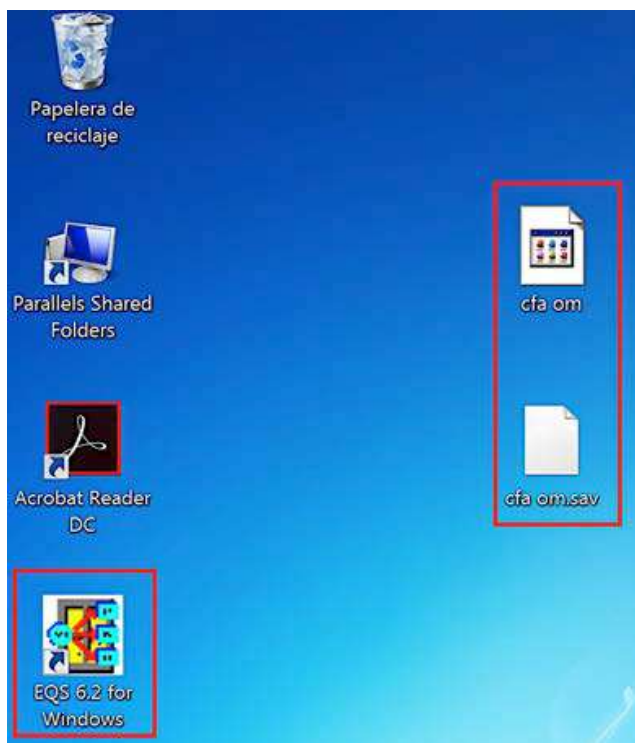 Papelera de
reciclaje
Parallels Shared
Folders
Acrobat Reader
DC
EQS 6.2 for
Windows
cfa om
cfa om.sav